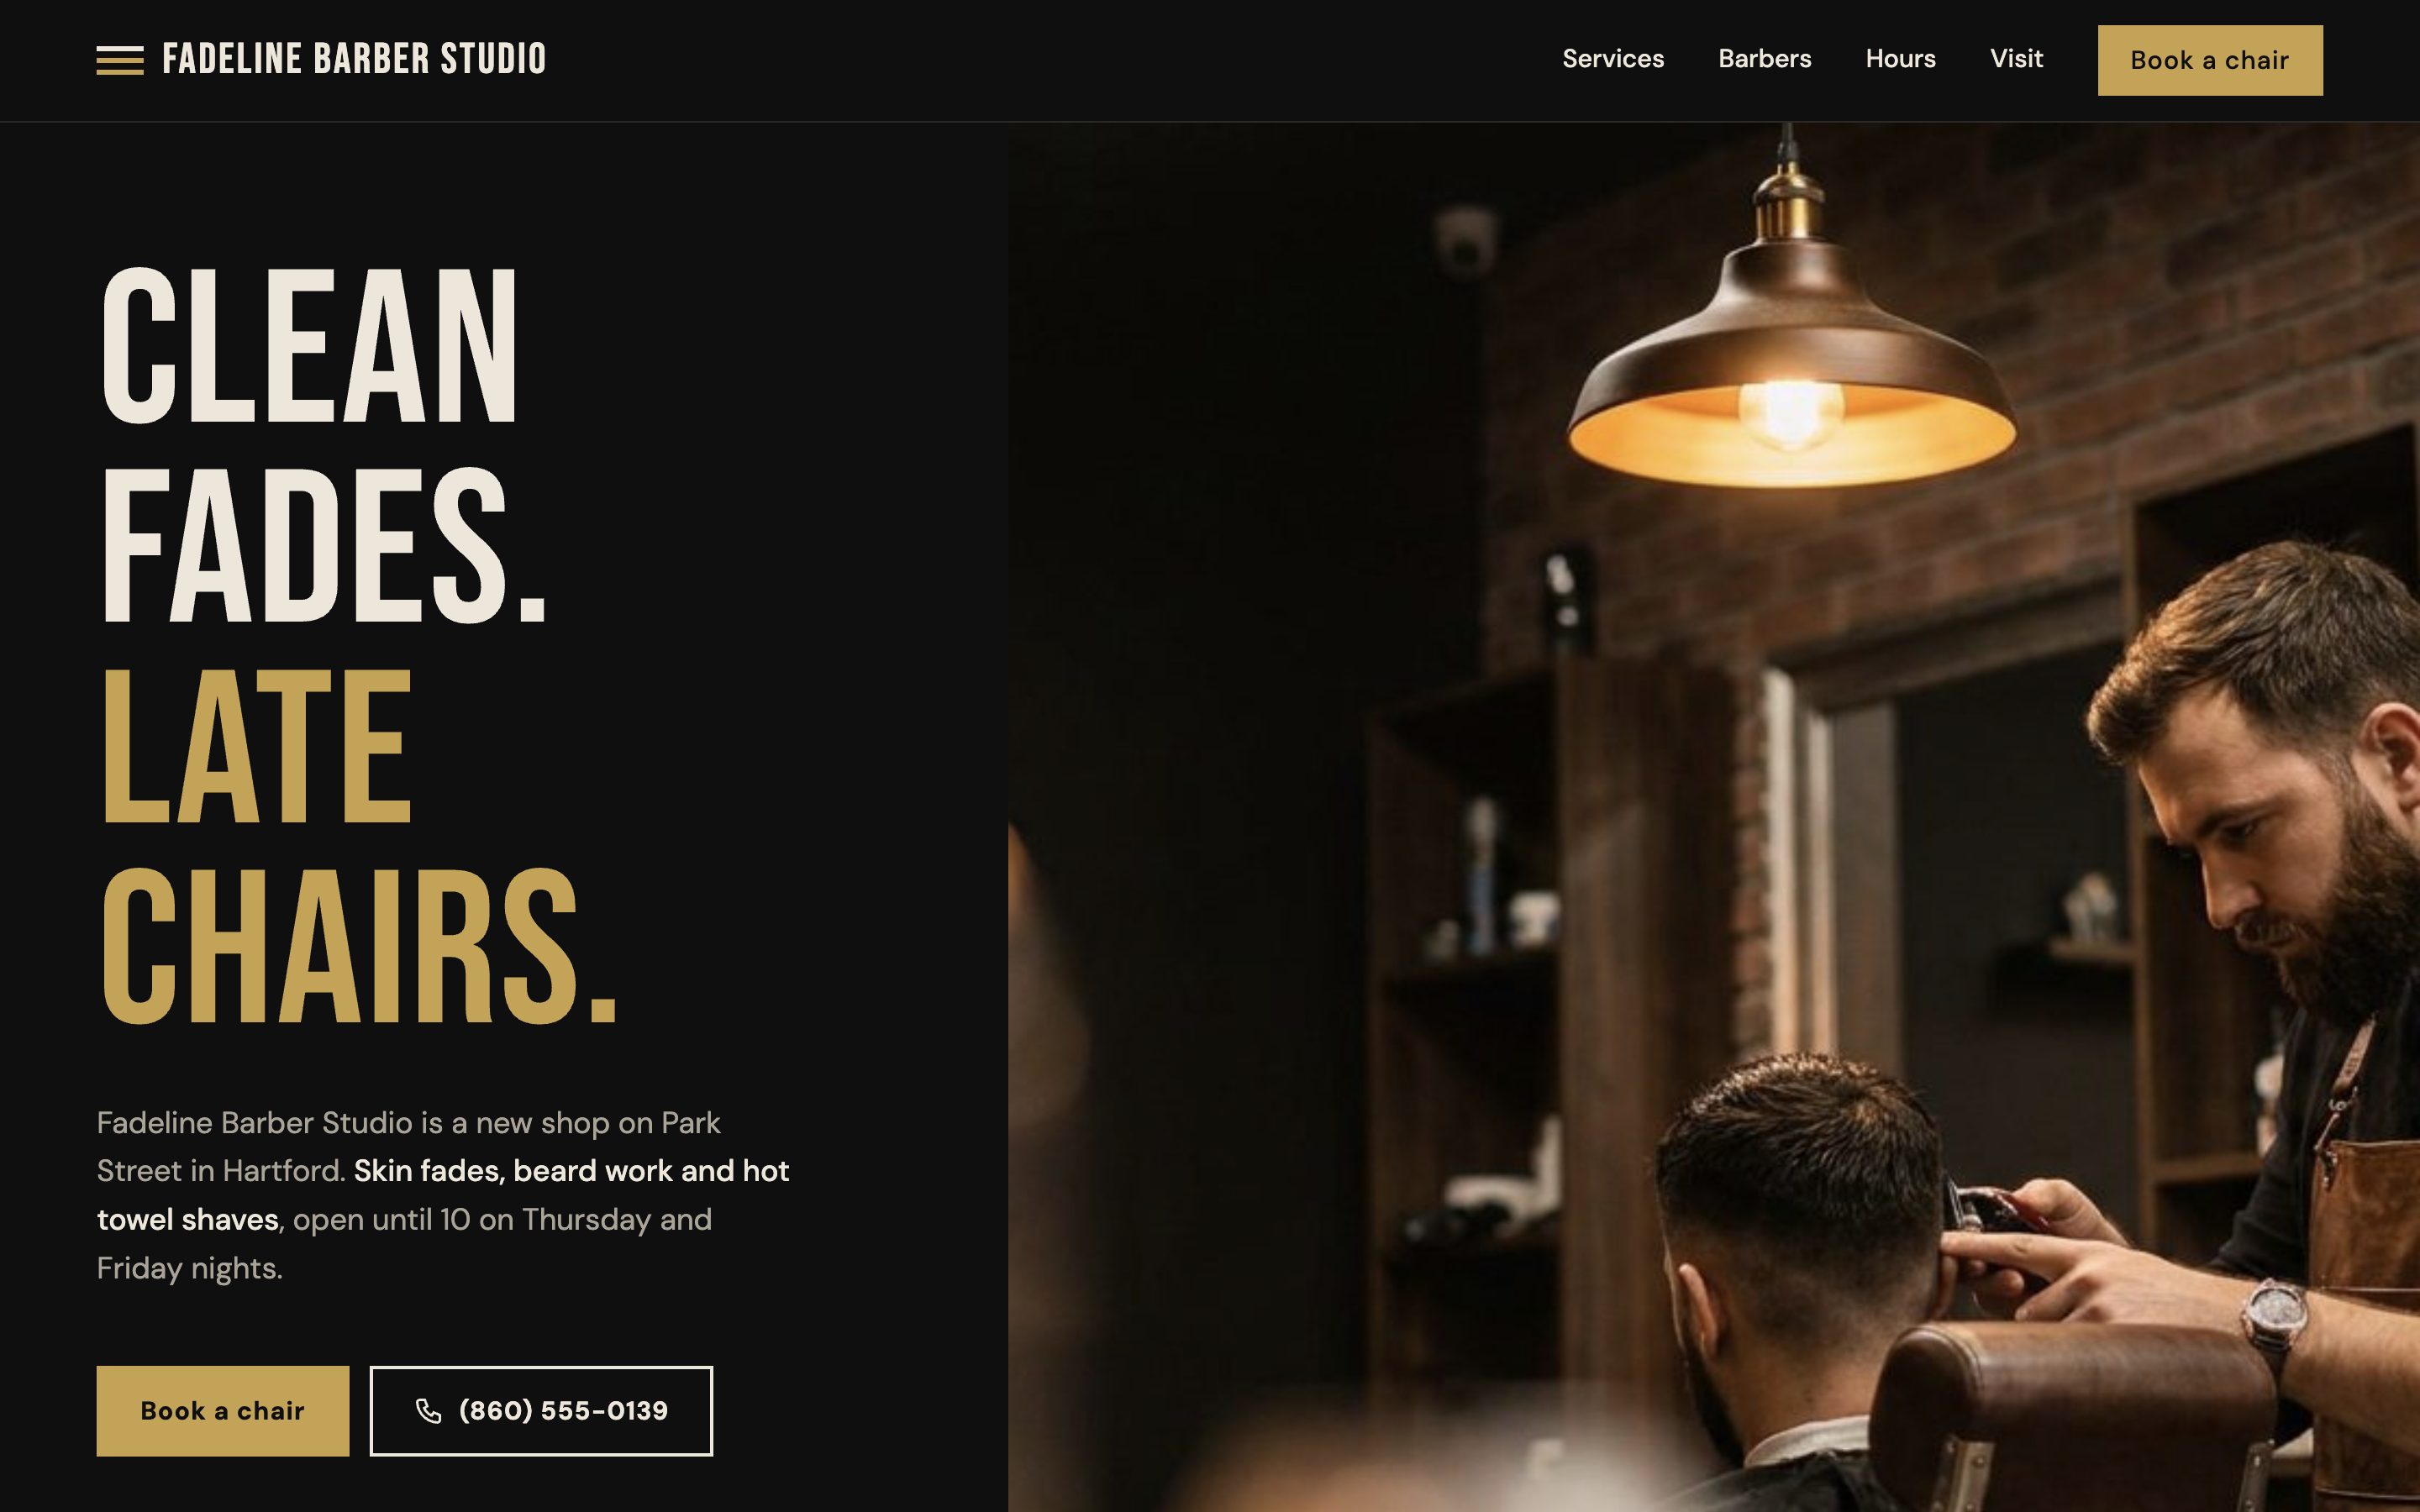 FADELINE BARBER STUDIO
Services
Barbers
Hours
Visit
Book a chair
CLEAN
FADES.
LATE
CHAIRS.
Fadeline Barber Studio is a new shop on Park
Street in Hartford. Skin fades, beard work and hot
towel shaves, open until 10 on Thursday and
Friday nights.
Book a chair
(860) 555-0139